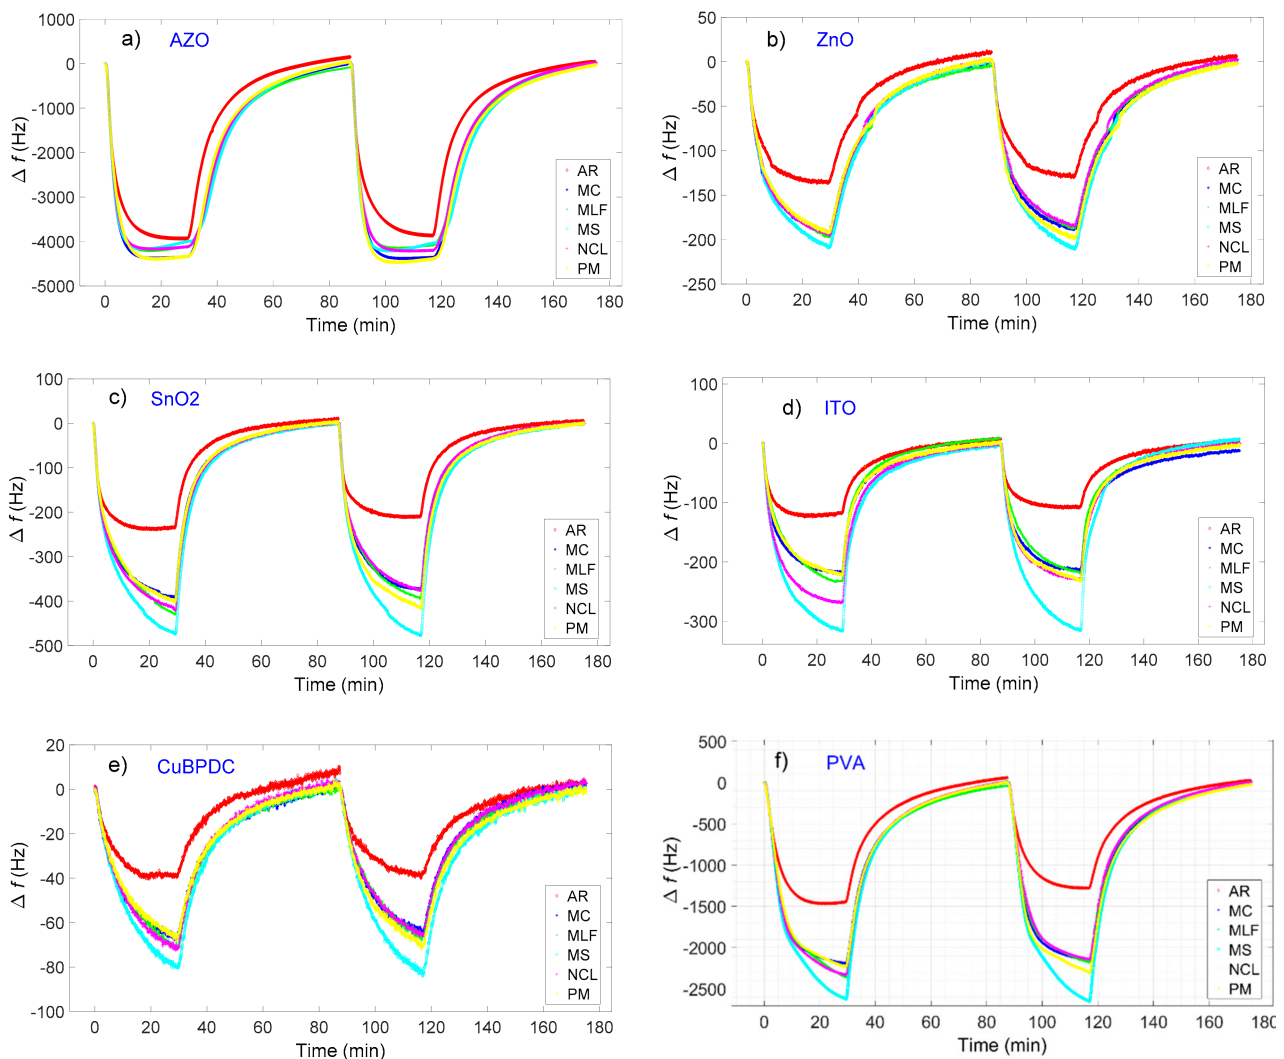 a) AZO
1000
0
-1000
-2000
-3000
-4000
-5000
Δ f (Hz)
0 20 40 60 80 100 120 140 160 180
Time (min)
AR
MC
MLF
MS
NCL
PM
b) ZnO
50
0
-50
-100
-150
-200
-250
Δ f (Hz)
0 20 40 60 80 100 120 140 160 180
Time (min)
AR
MC
MLF
MS
NCL
PM
c) SnO2
100
0
-100
-200
-300
-400
-500
Δ f (Hz)
0 20 40 60 80 100 120 140 160 180
Time (min)
AR
MC
MLF
MS
NCL
PM
d) ITO
100
0
-100
-200
-300
Δ f (Hz)
0 20 40 60 80 100 120 140 160 180
Time (min)
AR
MC
MLF
MS
NCL
PM
e) CuBPDC
20
0
-20
-40
-60
-80
-100
Δ f (Hz)
0 20 40 60 80 100 120 140 160 180
Time (min)
AR
MC
MLF
MS
NCL
PM
f) PVA
500
0
-500
-1000
-1500
-2000
-2500
Δ f (Hz)
0 20 40 60 80 100 120 140 160 180
Time (min)
AR
MC
MLF
MS
NCL
PM